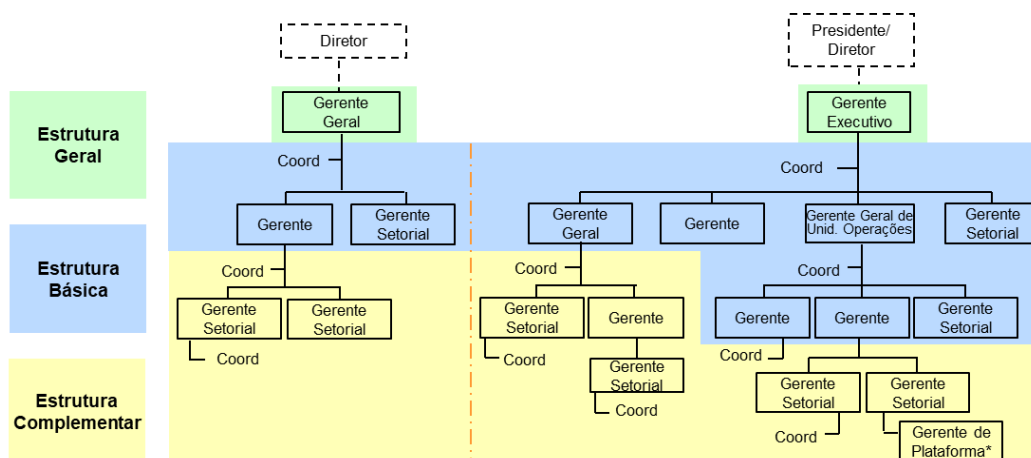 Diretor
Presidente/
Diretor
Estrutura
Geral
Gerente
Geral
Gerente
Executivo
Coord
Coord
Gerente
Gerente
Setorial
Gerente
Geral
Gerente
Gerente Geral de
Unid. Operações
Gerente
Setorial
Estrutura
Básica
Coord
Coord
Coord
Gerente
Setorial
Gerente
Setorial
Gerente
Setorial
Gerente
Gerente
Gerente
Gerente
Setorial
Coord
Coord
Coord
Gerente
Setorial
Gerente
Setorial
Gerente
Setorial
Estrutura
Complementar
Coord
Coord
Gerente de
Plataforma*